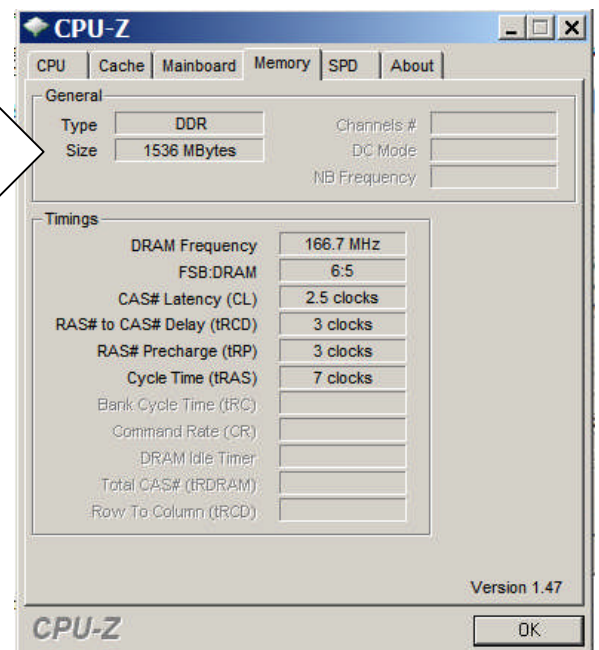 CPU-Z
CPU Cache Mainboard Memory SPD About
General
Type DDR Channels #
Size 1536 MBytes DC Mode
NB Frequency
Timings
DRAM Frequency 166.7 MHz
FSB:DRAM 6:5
CAS# Latency (CL) 2.5 clocks
RAS# to CAS# Delay (tRCD) 3 clocks
RAS# Precharge (tRP) 3 clocks
Cycle Time (tRAS) 7 clocks
Bank Cycle Time (tRC)
Command Rate (CR)
DRAM Idle Timer
Total CAS# (tRDRAM)
Row To Column (tRCD)
Version 1.47
CPU-Z OK